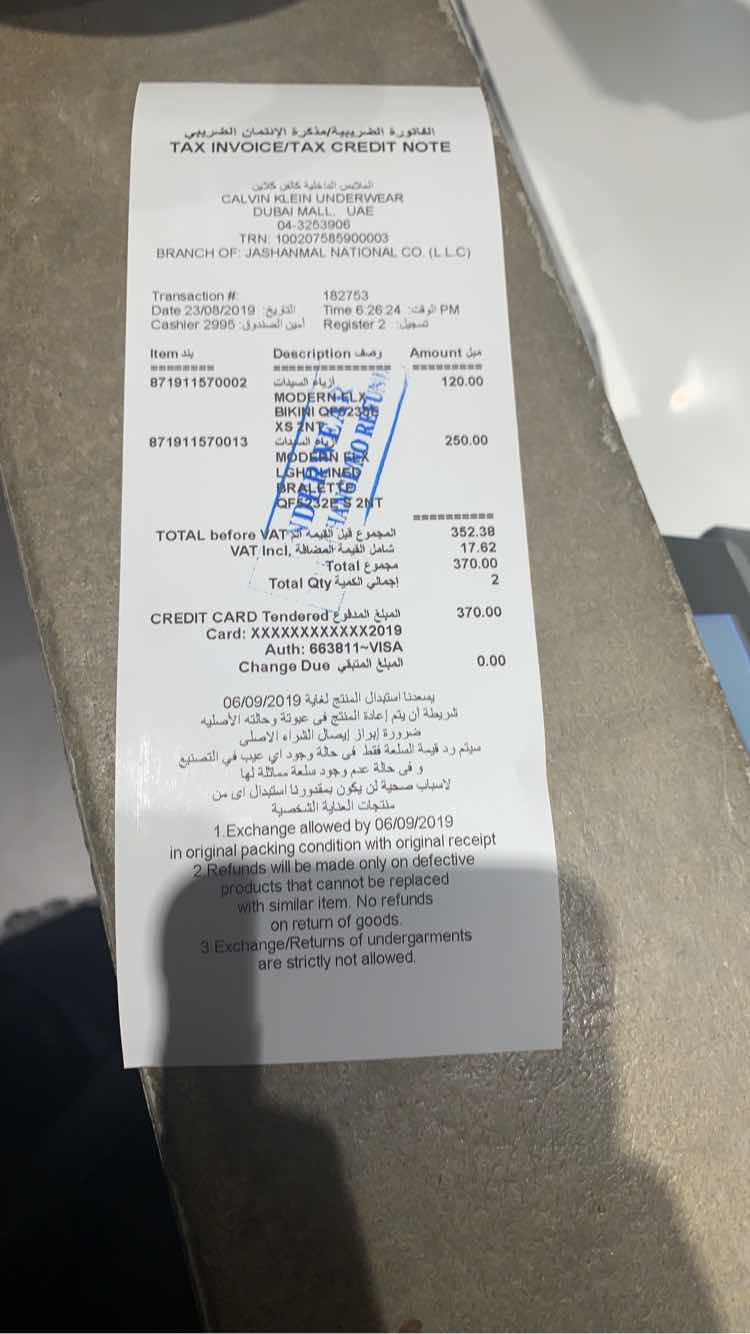 الفاتورة الضريبية/مذكرة الإئتمان الضريبي
TAX INVOICE/TAX CREDIT NOTE
الملابس الداخلية كالفن كلاين
CALVIN KLEIN UNDERWEAR
DUBAI MALL, UAE
04-3253906
TRN: 100207585900003
BRANCH OF: JASHANMAL NATIONAL CO. (L.L.C)
Transaction #: 182753
Date 23/08/2019 التاريخ: Time 6:26:24 الوقت: PM
Cashier 2995 أمين الصندوق: Register 2 تسجيل:
Item بند Description وصف Amount
871911570002 أزياء السيدات 120.00
MODERN FLX
BIKINI
XS 2NT
871911570013 أزياء السيدات 250.00
MODERN FLX
LGHT LINED
BRALETTE
S 2NT
TOTAL before VAT المجموع قبل القيمة 352.38
VAT Incl, شامل القيمة المضافة 17.62
Total مجموع 370.00
Total Qty إجمالي الكمية 2
CREDIT CARD Tendered المبلغ المدفوع 370.00
Card: XXXXXXXXXXXX2019
Auth: 663811~VISA
Change Due المبلغ المتبقي 0.00
يسعدنا استبدال المنتج لغاية 06/09/2019
شريطة أن يتم إعادة المنتج في عبوتة وحالته الأصليه
ضرورة إبراز إيصال الشراء الاصلى
سيتم رد قيمة السلعة فقط في حالة وجود اي عيب في التصنيع
و في حالة عدم وجود سلعة مماثلة لها
لاسباب صحية لن يكون بمقدورنا استبدال اى من
منتجات العناية الشخصية
1.Exchange allowed by 06/09/2019
in original packing condition with original receipt
2.Refunds will be made only on defective
products that cannot be replaced
with similar item. No refunds
on return of goods.
3.Exchange/Returns of undergarments
are strictly not allowed.